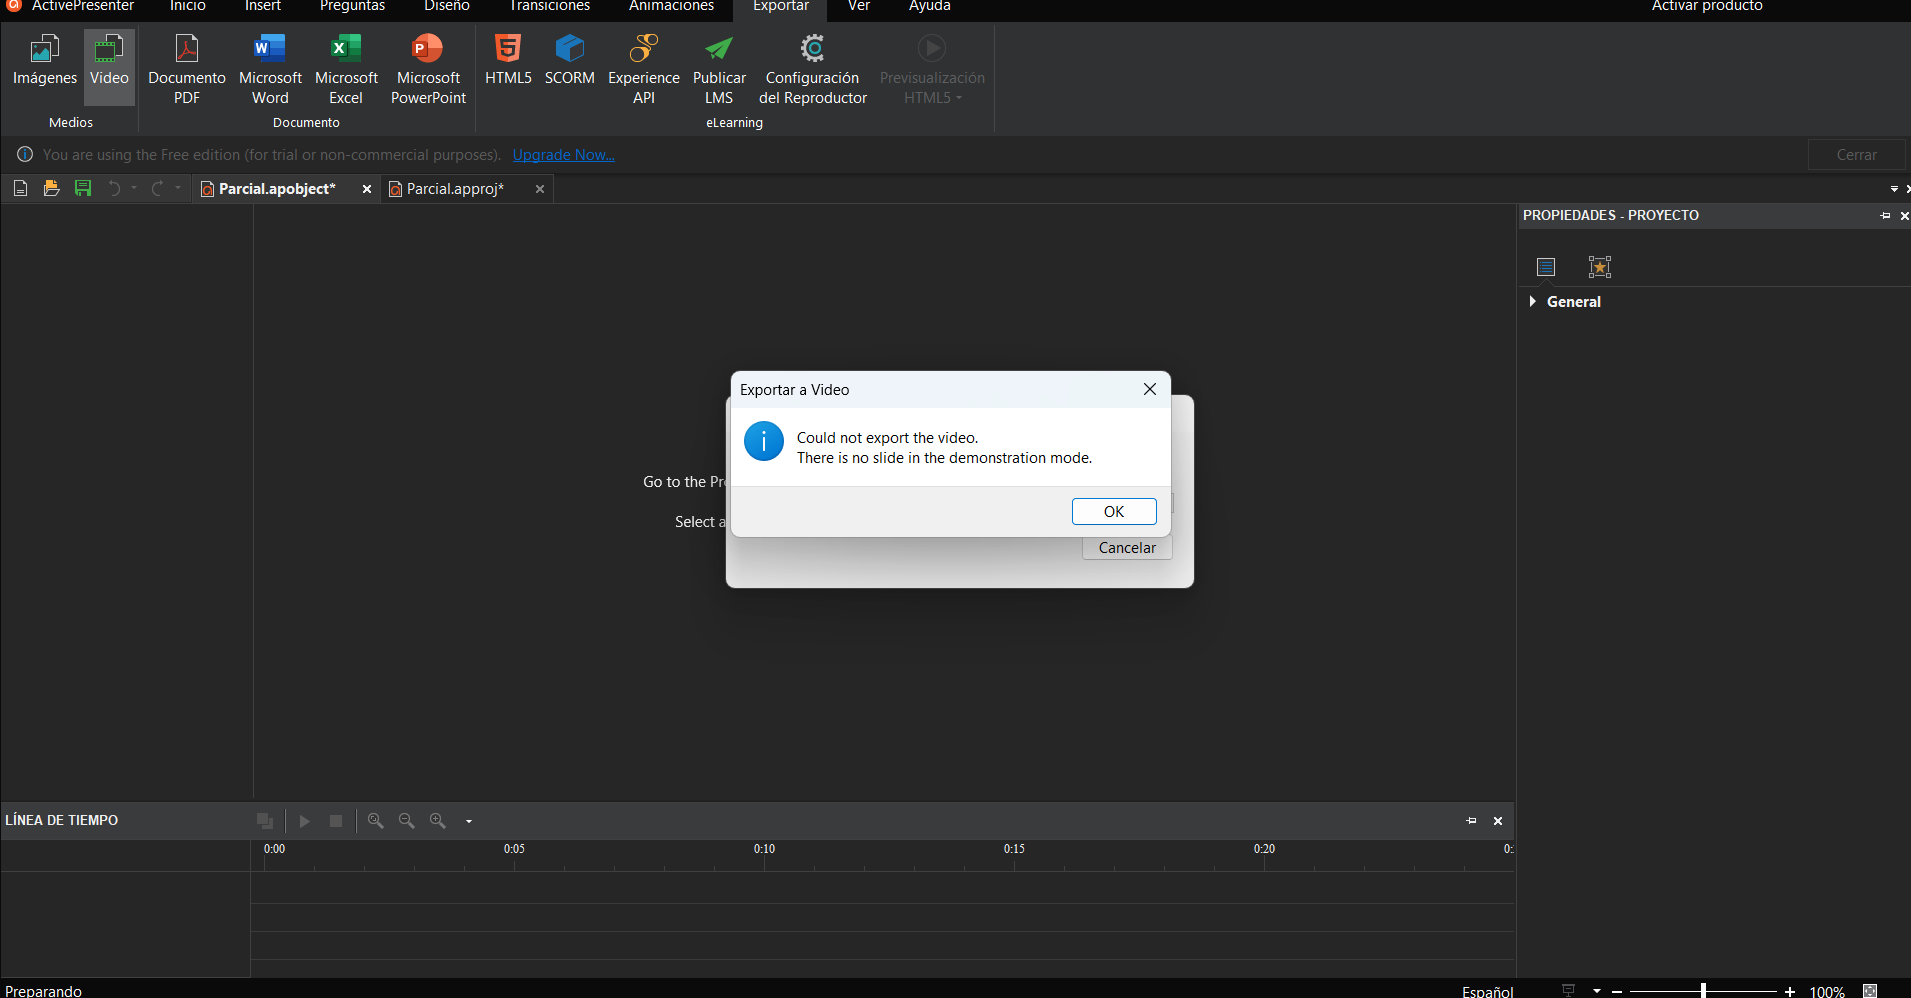 ActivePresenter Inicio Insert Preguntas Diseño Transiciones Animaciones Exportar Ver Ayuda Activar producto
Imágenes
Video
Medios
Documento
PDF
Microsoft
Word
Microsoft
Excel
Microsoft
PowerPoint
Documento
HTML5
SCORM
Experience
API
Publicar
LMS
Configuración
del Reproductor
Previsualización
HTML5
eLearning
You are using the Free edition (for trial or non-commercial purposes). Upgrade Now... Cerrar
Parcial.apobject* Parcial.approj*
PROPIEDADES - PROYECTO
General
Exportar a Video
Could not export the video.
There is no slide in the demonstration mode.
OK
Cancelar
Go to the
Select a
LÍNEA DE TIEMPO
0:00 0:05 0:10 0:15 0:20
Preparando Español 100%